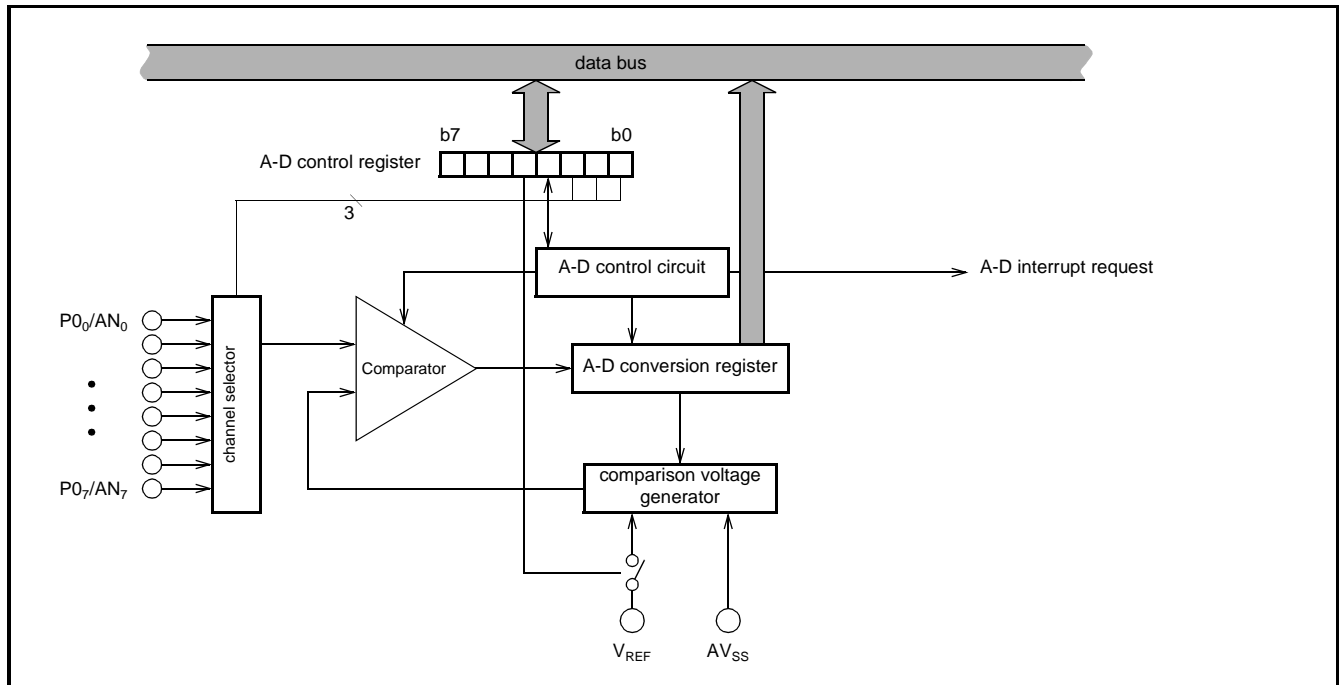 data bus
b7 b0
A-D control register
3
A-D control circuit
A-D interrupt request
P0₀/AN₀
channel selector
Comparator
A-D conversion register
P0₇/AN₇
comparison voltage
generator
V_REF AV_SS